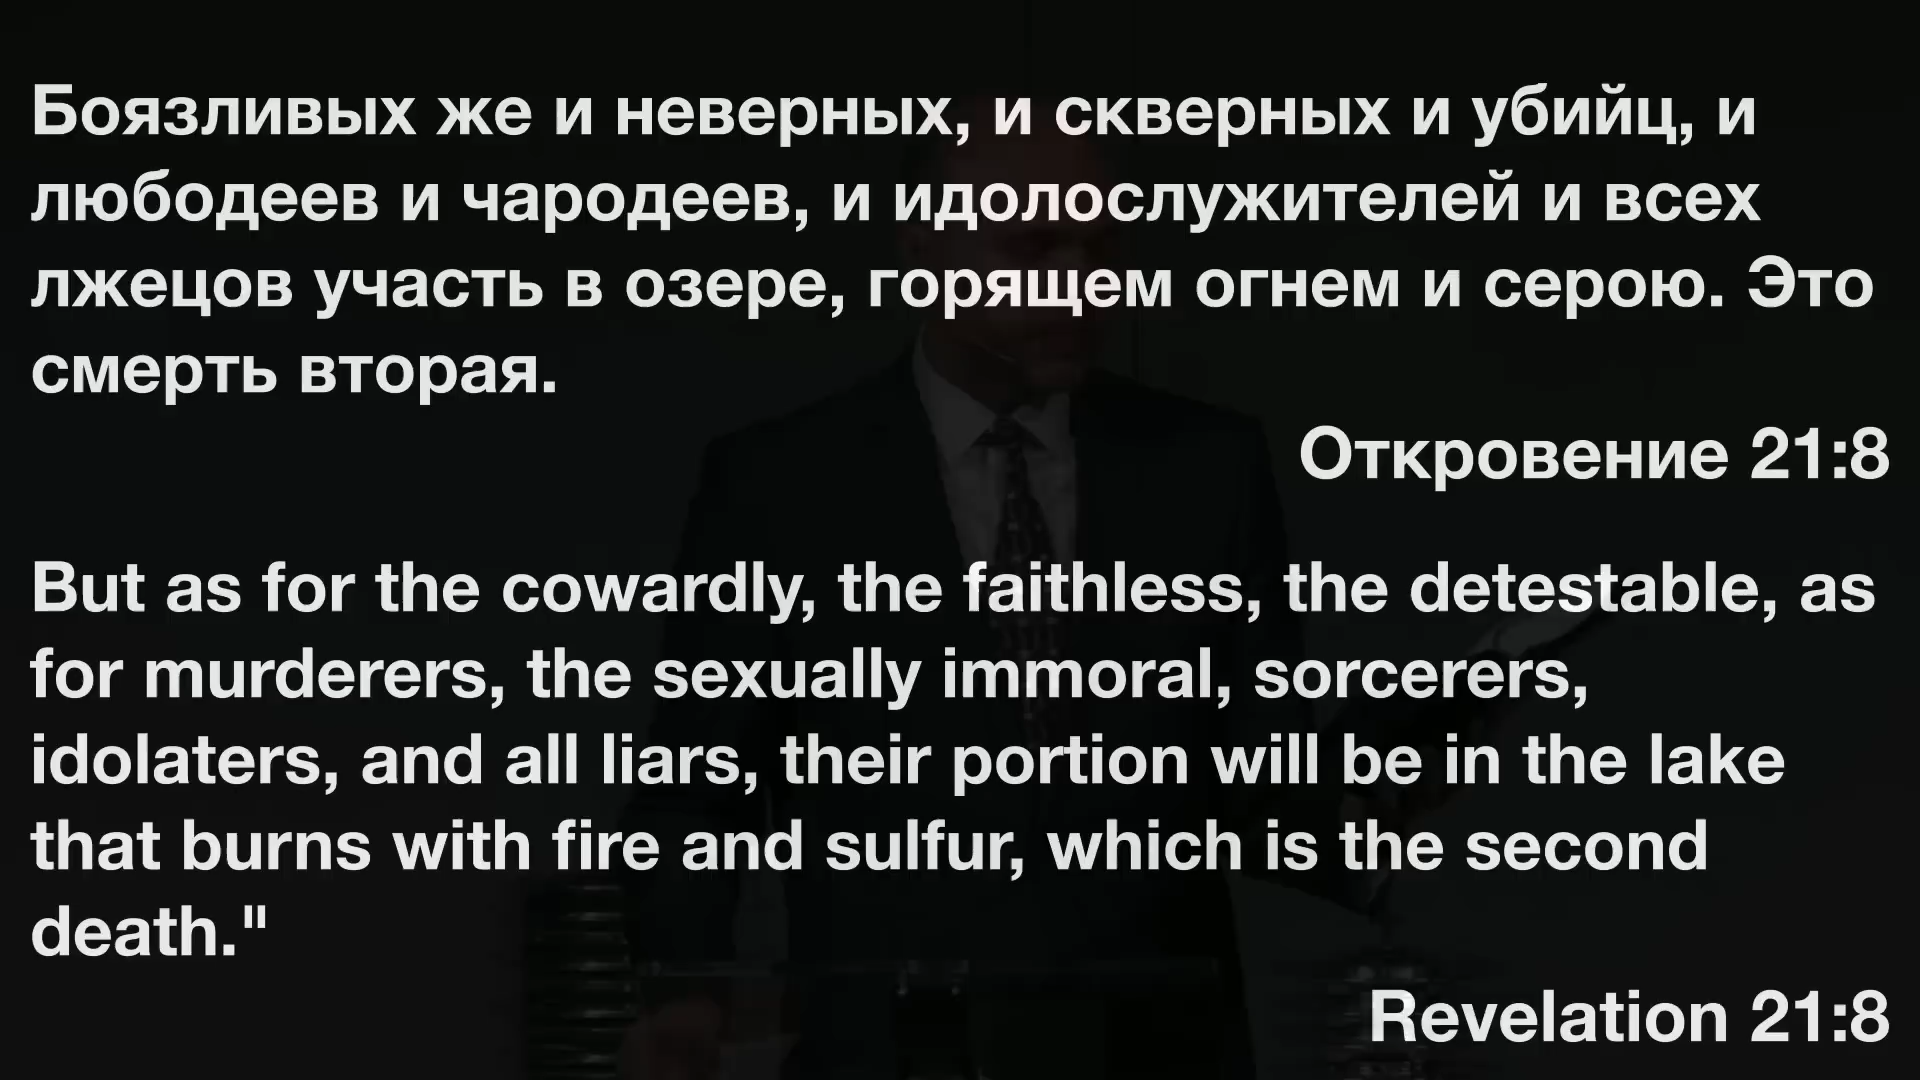 Боязливых же и неверных, и скверных и убийц, и
любодеев и чародеев, и идолослужителей и всех
лжецов участь в озере, горящем огнем и серою. Это
смерть вторая.
Откровение 21:8
But as for the cowardly, the faithless, the detestable, as
for murderers, the sexually immoral, sorcerers,
idolaters, and all liars, their portion will be in the lake
that burns with fire and sulfur, which is the second
death."
Revelation 21:8